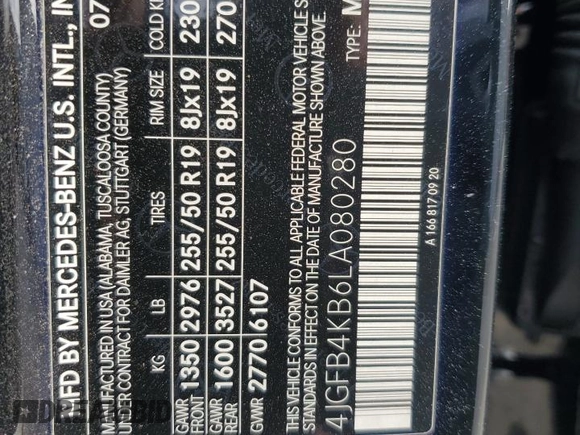 MFD BY MERCEDES-BENZ U.S. INTL., IN
MANUFACTURED IN USA (ALABAMA, TUSCALOOSA COUNTY) 07
UNDER CONTRACT FOR DAIMLER AG, STUTTGART (GERMANY)
KG LB TIRES RIM SIZE COLD
GAWR FRONT 1350 2976 255/50 R19 8Jx19 230
GAWR REAR 1600 3527 255/50 R19 8Jx19 270
GVWR 2770 6107
THIS VEHICLE CONFORMS TO ALL APPLICABLE FEDERAL MOTOR VEHICLE S
STANDARDS IN EFFECT ON THE DATE OF MANUFACTURE SHOWN ABOVE.
4JGFB4KB6LA080280 TYPE: M
A 166 817 09 20
DREAMBID